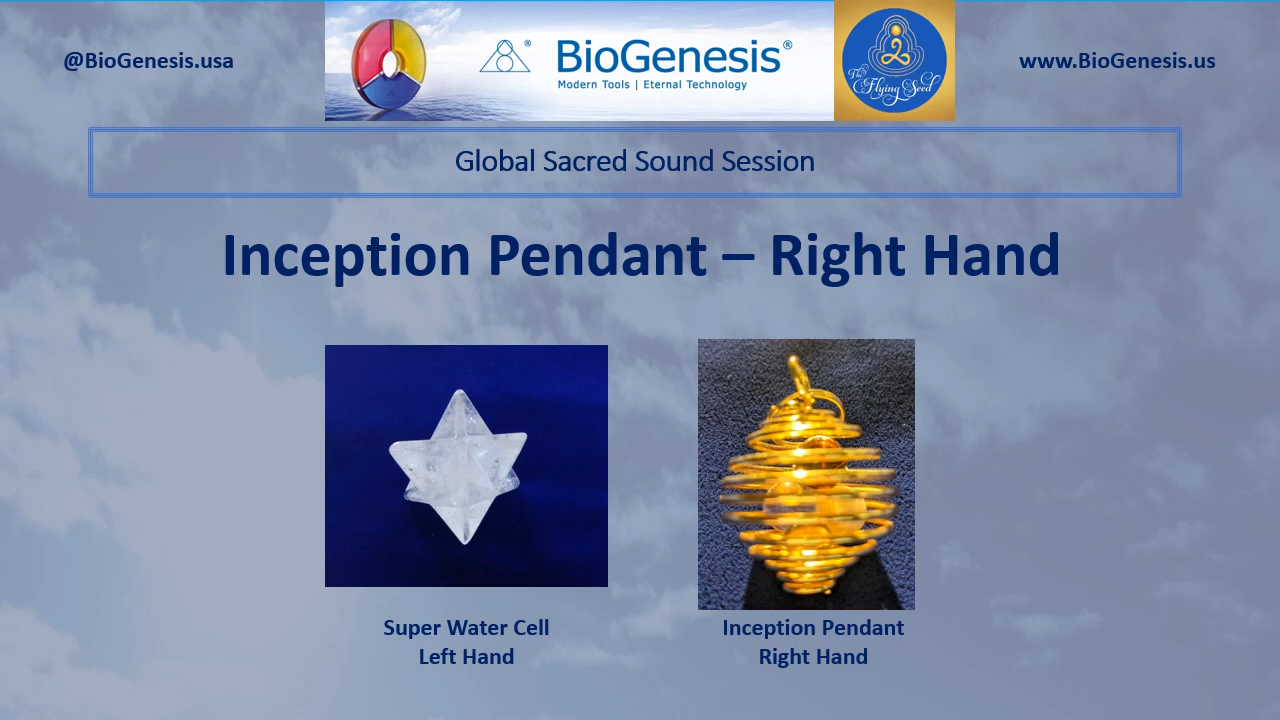 @BioGenesis.usa
BioGenesis®
Modern Tools | Eternal Technology
The
Flying Seed
www.BioGenesis.us
Global Sacred Sound Session
Inception Pendant – Right Hand
Super Water Cell
Left Hand
Inception Pendant
Right Hand